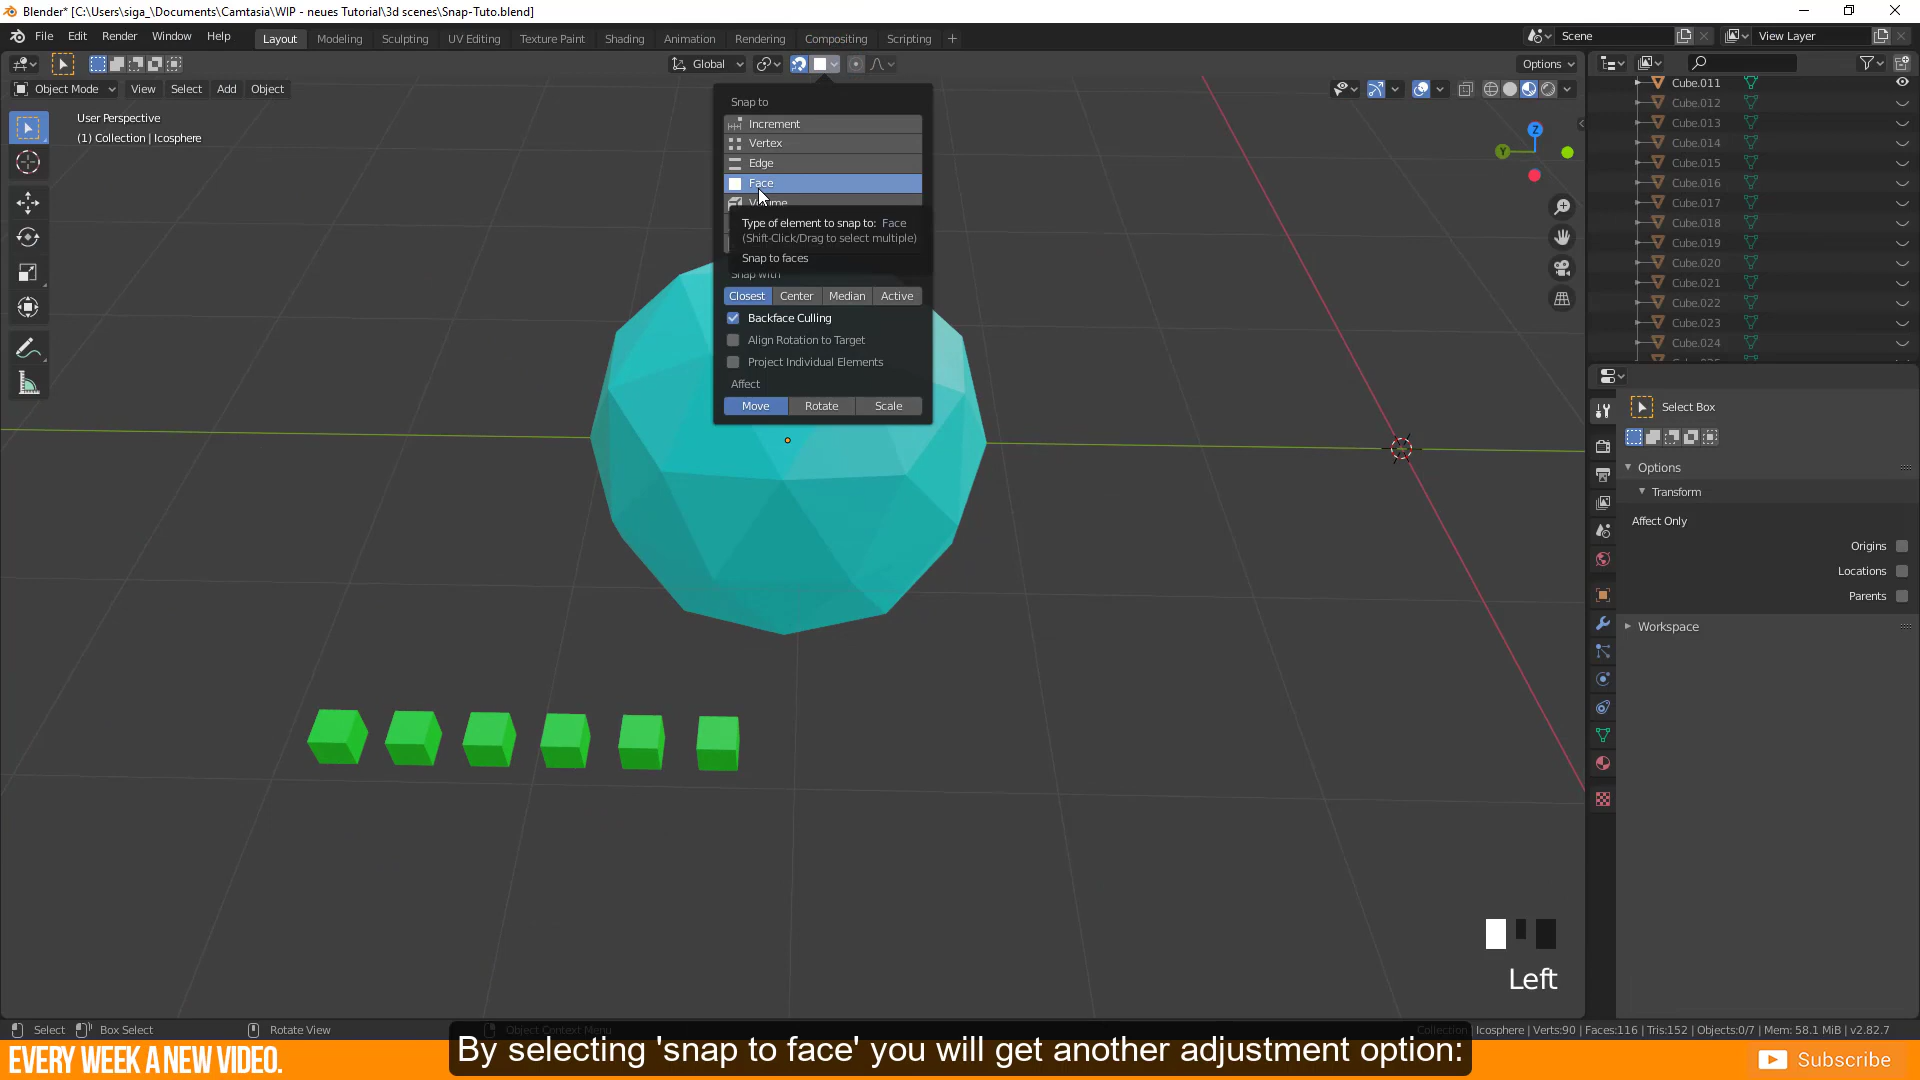 Blender* [C:\Users\siga_\Documents\Camtasia\WIP - neues Tutorial\3d scenes\Snap-Tuto.blend]
File Edit Render Window Help
Layout Modeling Sculpting UV Editing Texture Paint Shading Animation Rendering Compositing Scripting
Scene
View Layer
Global
Options
Object Mode View Select Add Object
User Perspective
(1) Collection | Icosphere
Snap to
Increment
Vertex
Edge
Face
Volume
Type of element to snap to: Face
(Shift-Click/Drag to select multiple)
Snap to faces
Snap with
Closest Center Median Active
Backface Culling
Align Rotation to Target
Project Individual Elements
Affect
Move Rotate Scale
Z
Y
Cube.011
Cube.012
Cube.013
Cube.014
Cube.015
Cube.016
Cube.017
Cube.018
Cube.019
Cube.020
Cube.021
Cube.022
Cube.023
Cube.024
Select Box
Options
Transform
Affect Only
Origins
Locations
Parents
Workspace
Left
Select Box Select Rotate View Object Context Menu
Collection | Icosphere | Verts:90 | Faces:116 | Tris:152 | Objects:0/7 | Mem: 58.1 MiB | v2.82.7
By selecting 'snap to face' you will get another adjustment option:
EVERY WEEK A NEW VIDEO.
Subscribe